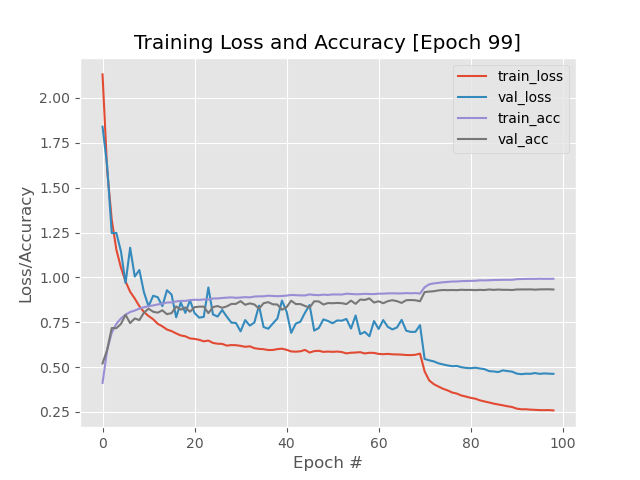 Training Loss and Accuracy [Epoch 99]
train_loss
val_loss
train_acc
val_acc
Loss/Accuracy
2.00
1.75
1.50
1.25
1.00
0.75
0.50
0.25
0 20 40 60 80 100
Epoch #